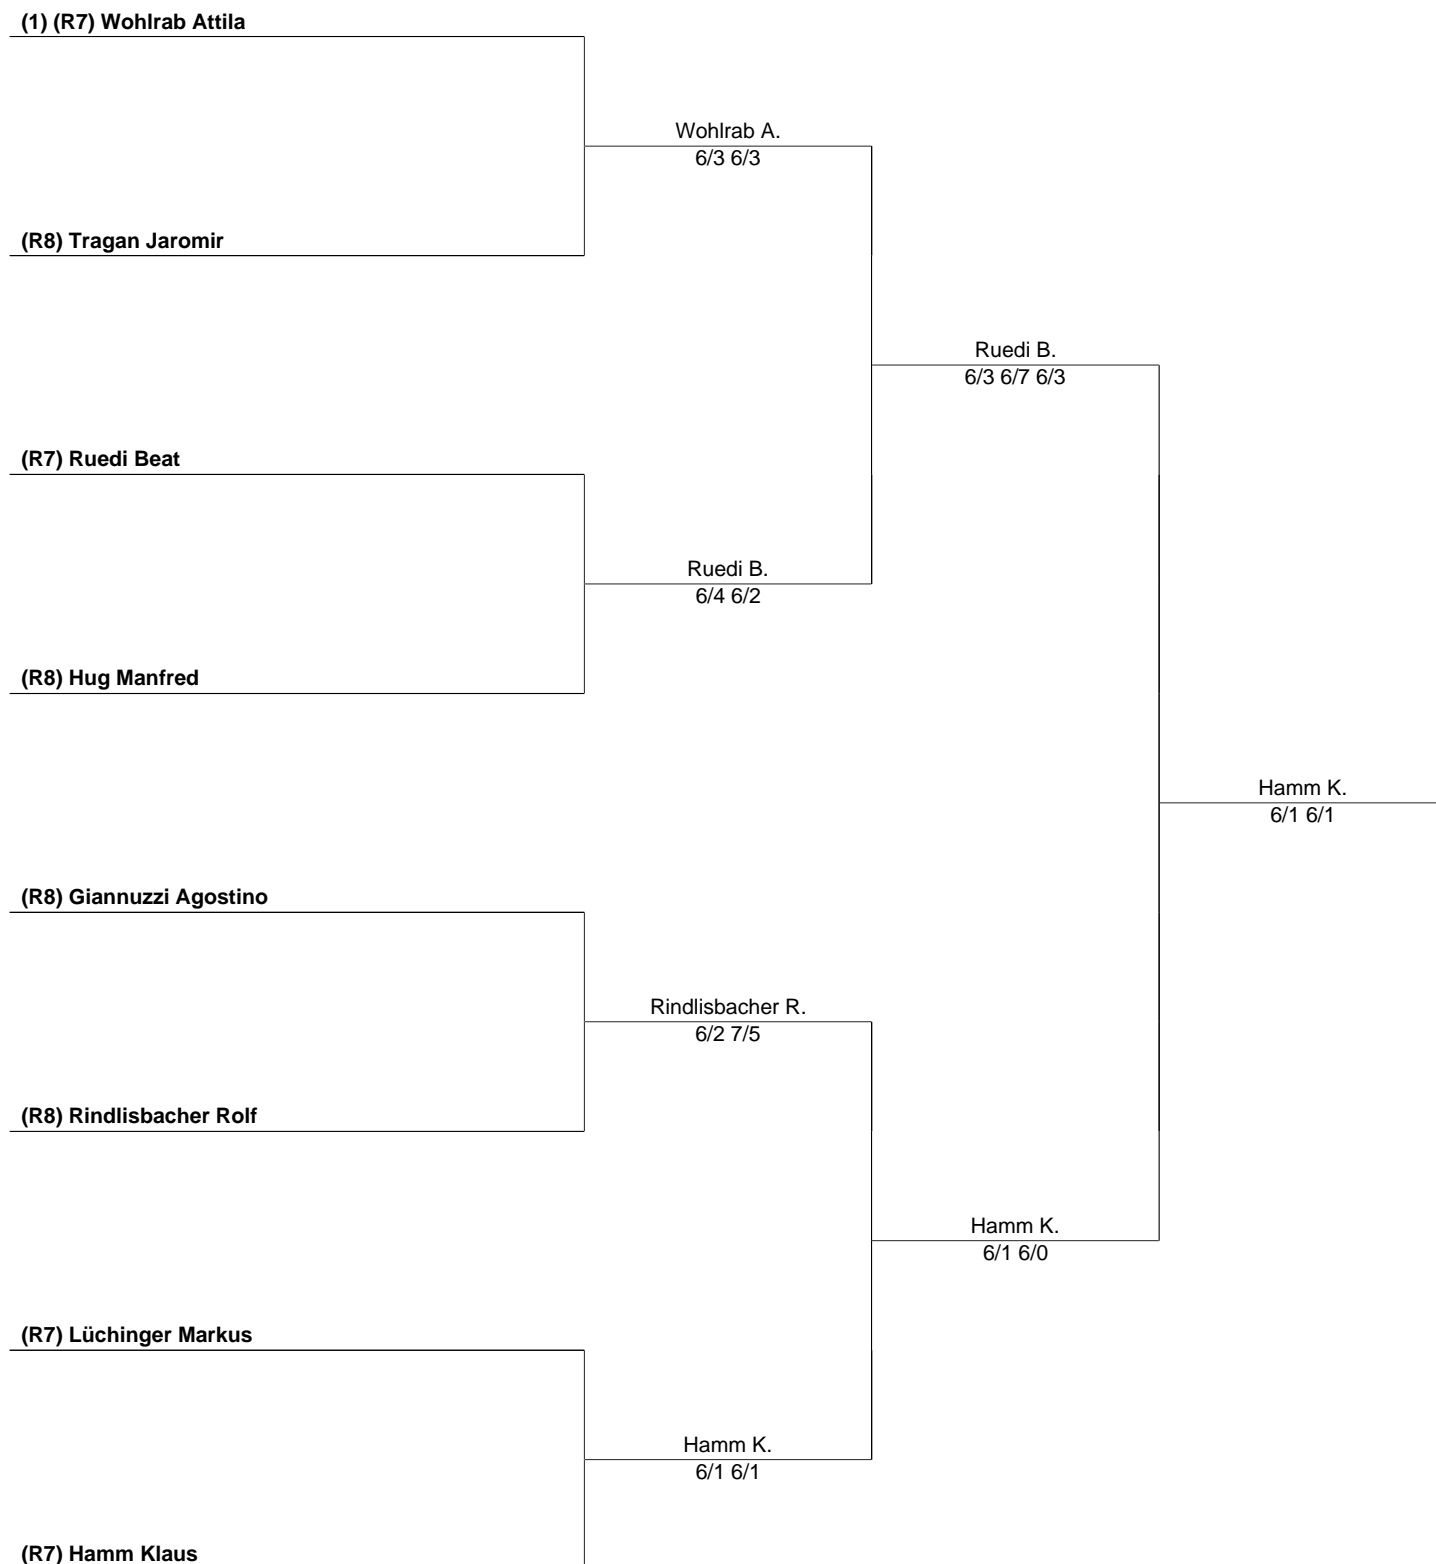 (1) (R7) Wohlrab Attila
Wohlrab A.
6/3 6/3
(R8) Tragan Jaromir
Ruedi B.
6/3 6/7 6/3
(R7) Ruedi Beat
Ruedi B.
6/4 6/2
(R8) Hug Manfred
Hamm K.
6/1 6/1
(R8) Giannuzzi Agostino
Rindlisbacher R.
6/2 7/5
(R8) Rindlisbacher Rolf
Hamm K.
6/1 6/0
(R7) Lüchinger Markus
Hamm K.
6/1 6/1
(R7) Hamm Klaus